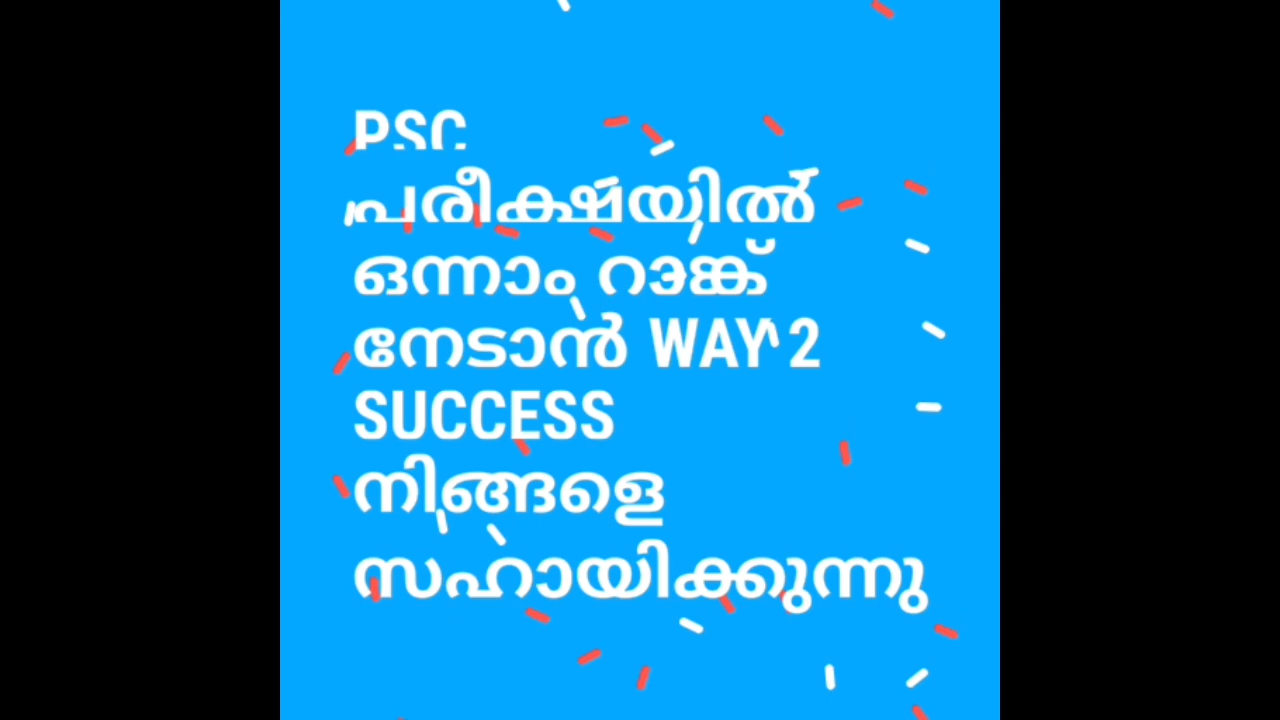 PSC
പരീക്ഷയിൽ
ഒന്നാം റാങ്ക്
നേടാൻ WAY 2
SUCCESS
നിങ്ങളെ
സഹായിക്കുന്നു